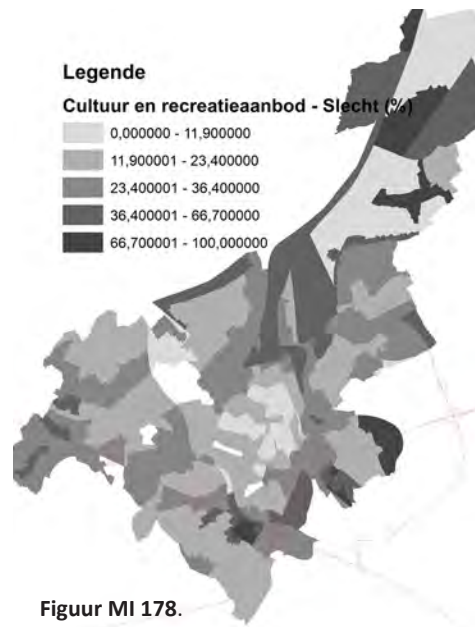 Legende
Cultuur en recreatieaanbod - Slecht (%)
0,000000 - 11,900000
11,900001 - 23,400000
23,400001 - 36,400000
36,400001 - 66,700000
66,700001 - 100,000000
Figuur MI 178.